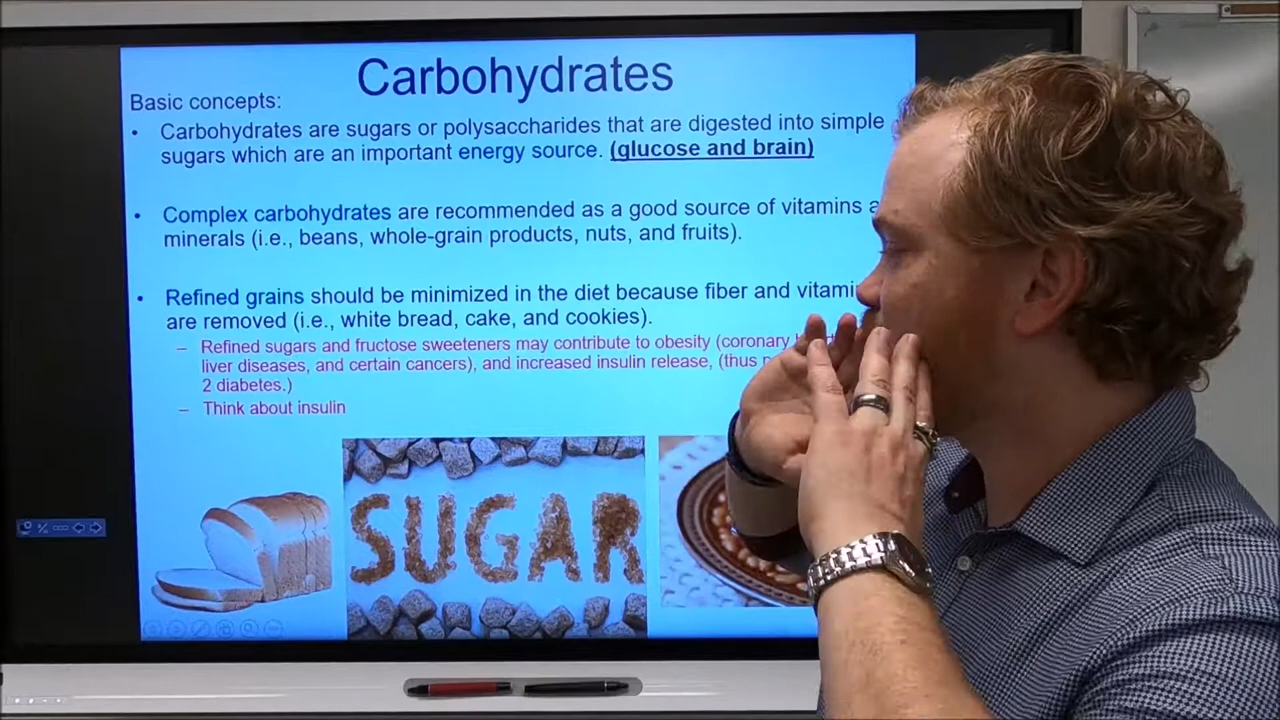 Carbohydrates
Basic concepts:
• Carbohydrates are sugars or polysaccharides that are digested into simple
sugars which are an important energy source. (glucose and brain)
• Complex carbohydrates are recommended as a good source of vitamins
minerals (i.e., beans, whole-grain products, nuts, and fruits).
• Refined grains should be minimized in the diet because fiber and
are removed (i.e., white bread, cake, and cookies).
– Refined sugars and fructose sweeteners may contribute to obesity (coronary
liver diseases, and certain cancers), and increased insulin release, (thus
2 diabetes.)
– Think about insulin
SUGAR